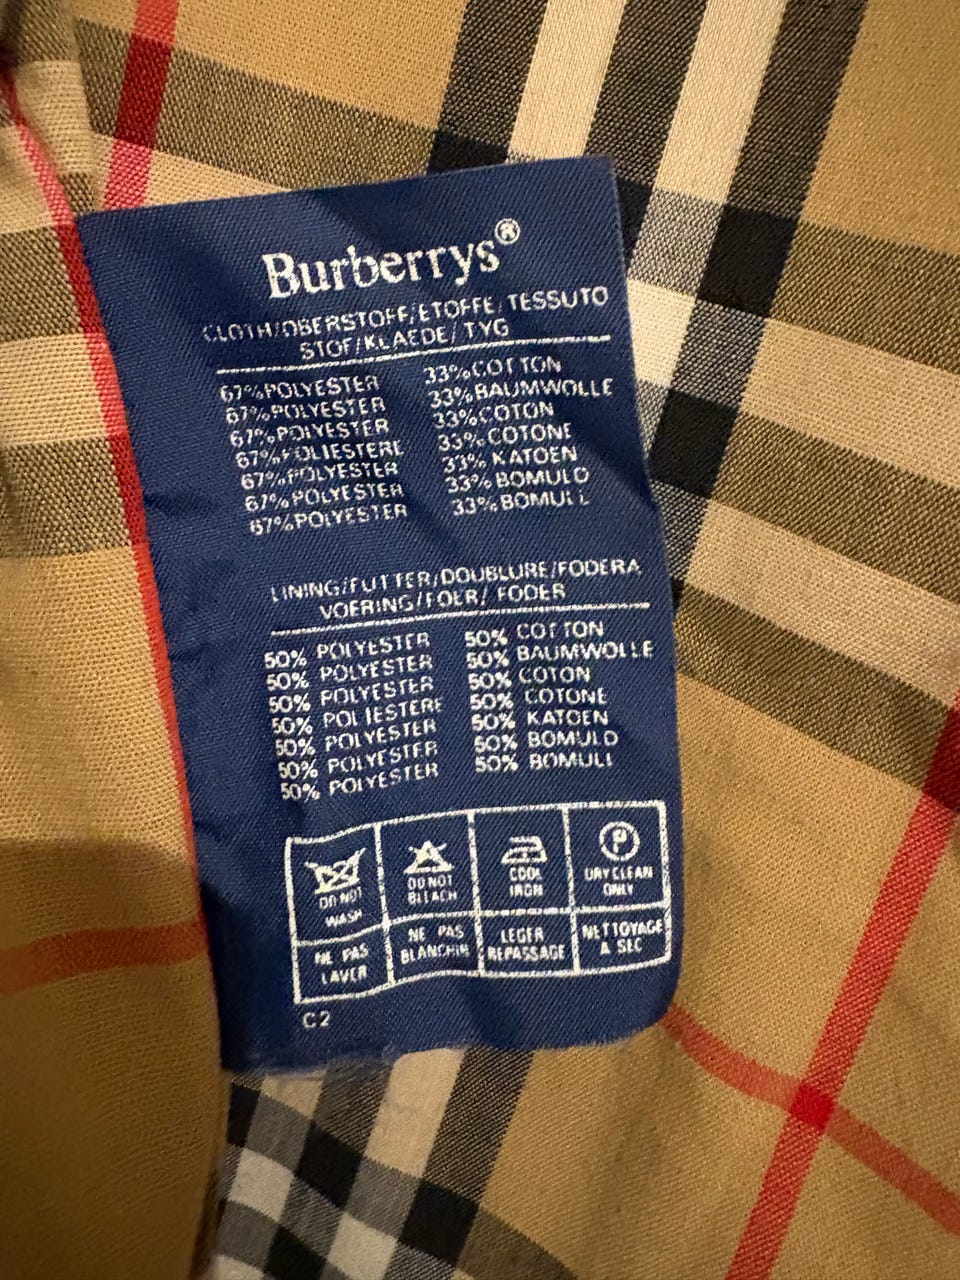 Burberrys®
CLOTH/OBERSTOFF/ETOFFE/TESSUTO
STOF/KLAEDE/TYG
67%POLYESTER 33%COTTON
67%POLYESTER 33%BAUMWOLLE
67%POLYESTER 33%COTON
67%POLIESTERE 33%COTONE
67%POLYESTER 33%KATOEN
67%POLYESTER 33%BOMULD
67%POLYESTER 33%BOMULL
LINING/FUTTER/DOUBLURE/FODERA
VOERING/FOER/FODER
50% POLYESTER 50% COTTON
50% POLYESTER 50% BAUMWOLLE
50% POLYESTER 50% COTON
50% POLIESTERE 50% COTONE
50% POLYESTER 50% KATOEN
50% POLYESTER 50% BOMULD
50% POLYESTER 50% BOMULL
P
DO NOT WASH
DO NOT BLEACH
COOL IRON
DRY CLEAN ONLY
NE PAS LAVER
NE PAS BLANCHIR
LEGER REPASSAGE
NETTOYAGE A SEC
C2